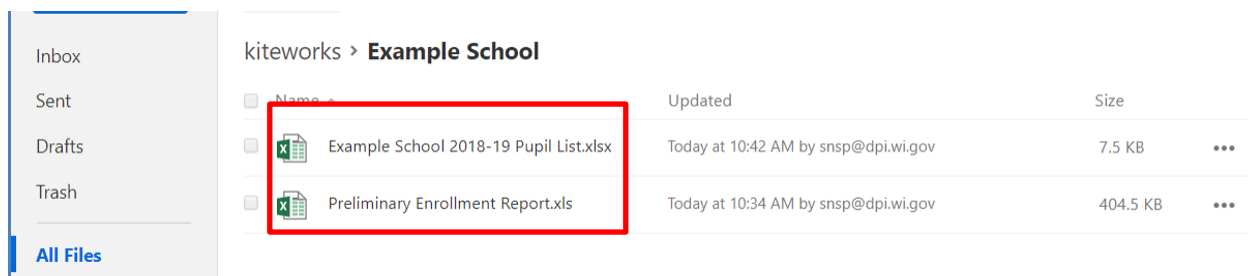 kiteworks > Example School
Inbox
Sent
Drafts
Trash
All Files
Name Updated Size
Example School 2018-19 Pupil List.xlsx Today at 10:42 AM by snsp@dpi.wi.gov 7.5 KB
Preliminary Enrollment Report.xls Today at 10:34 AM by snsp@dpi.wi.gov 404.5 KB